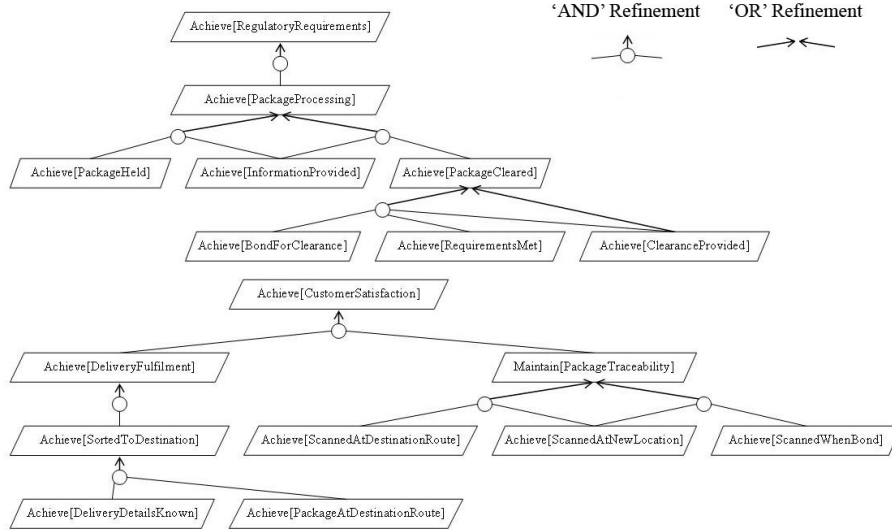 ‘AND’ Refinement
‘OR’ Refinement
Achieve[RegulatoryRequirements]
Achieve[PackageProcessing]
Achieve[PackageHeld]
Achieve[InformationProvided]
Achieve[PackageCleared]
Achieve[BondForClearance]
Achieve[RequirementsMet]
Achieve[ClearanceProvided]
Achieve[CustomerSatisfaction]
Achieve[DeliveryFulfilment]
Maintain[PackageTraceability]
Achieve[SortedToDestination]
Achieve[ScannedAtDestinationRoute]
Achieve[ScannedAtNewLocation]
Achieve[ScannedWhenBond]
Achieve[DeliveryDetailsKnown]
Achieve[PackageAtDestinationRoute]